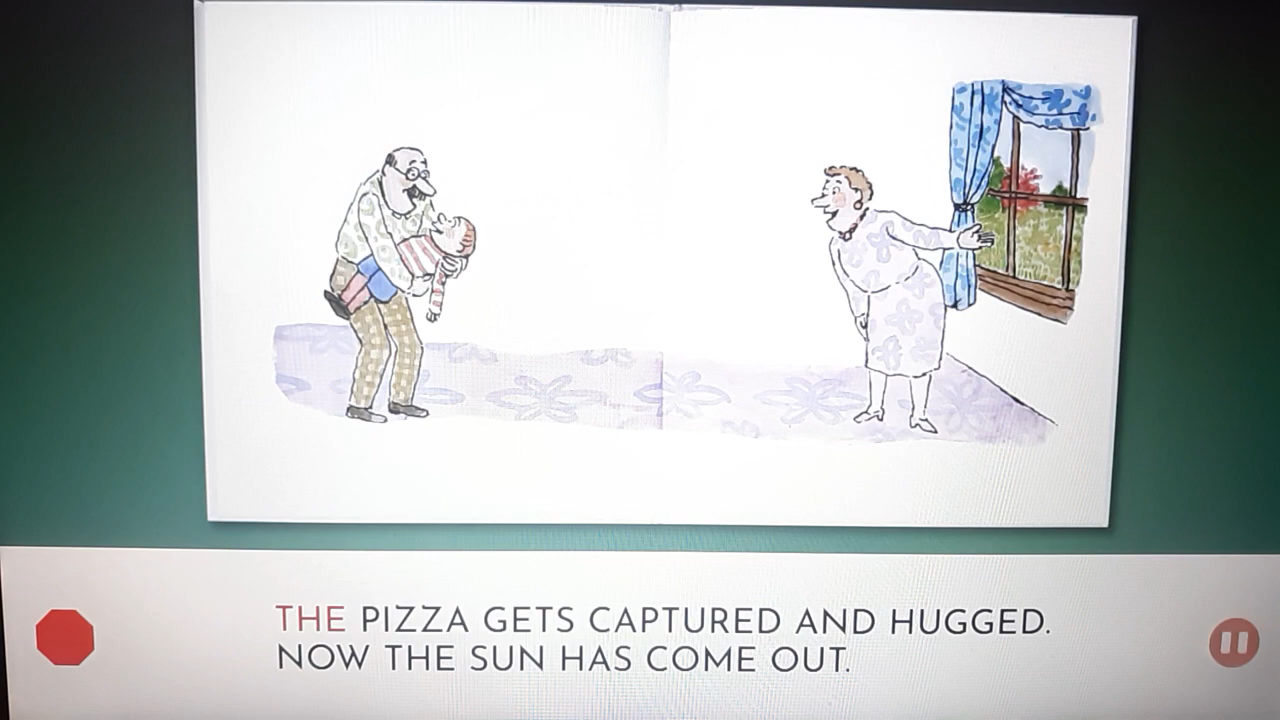 THE PIZZA GETS CAPTURED AND HUGGED.
NOW THE SUN HAS COME OUT.